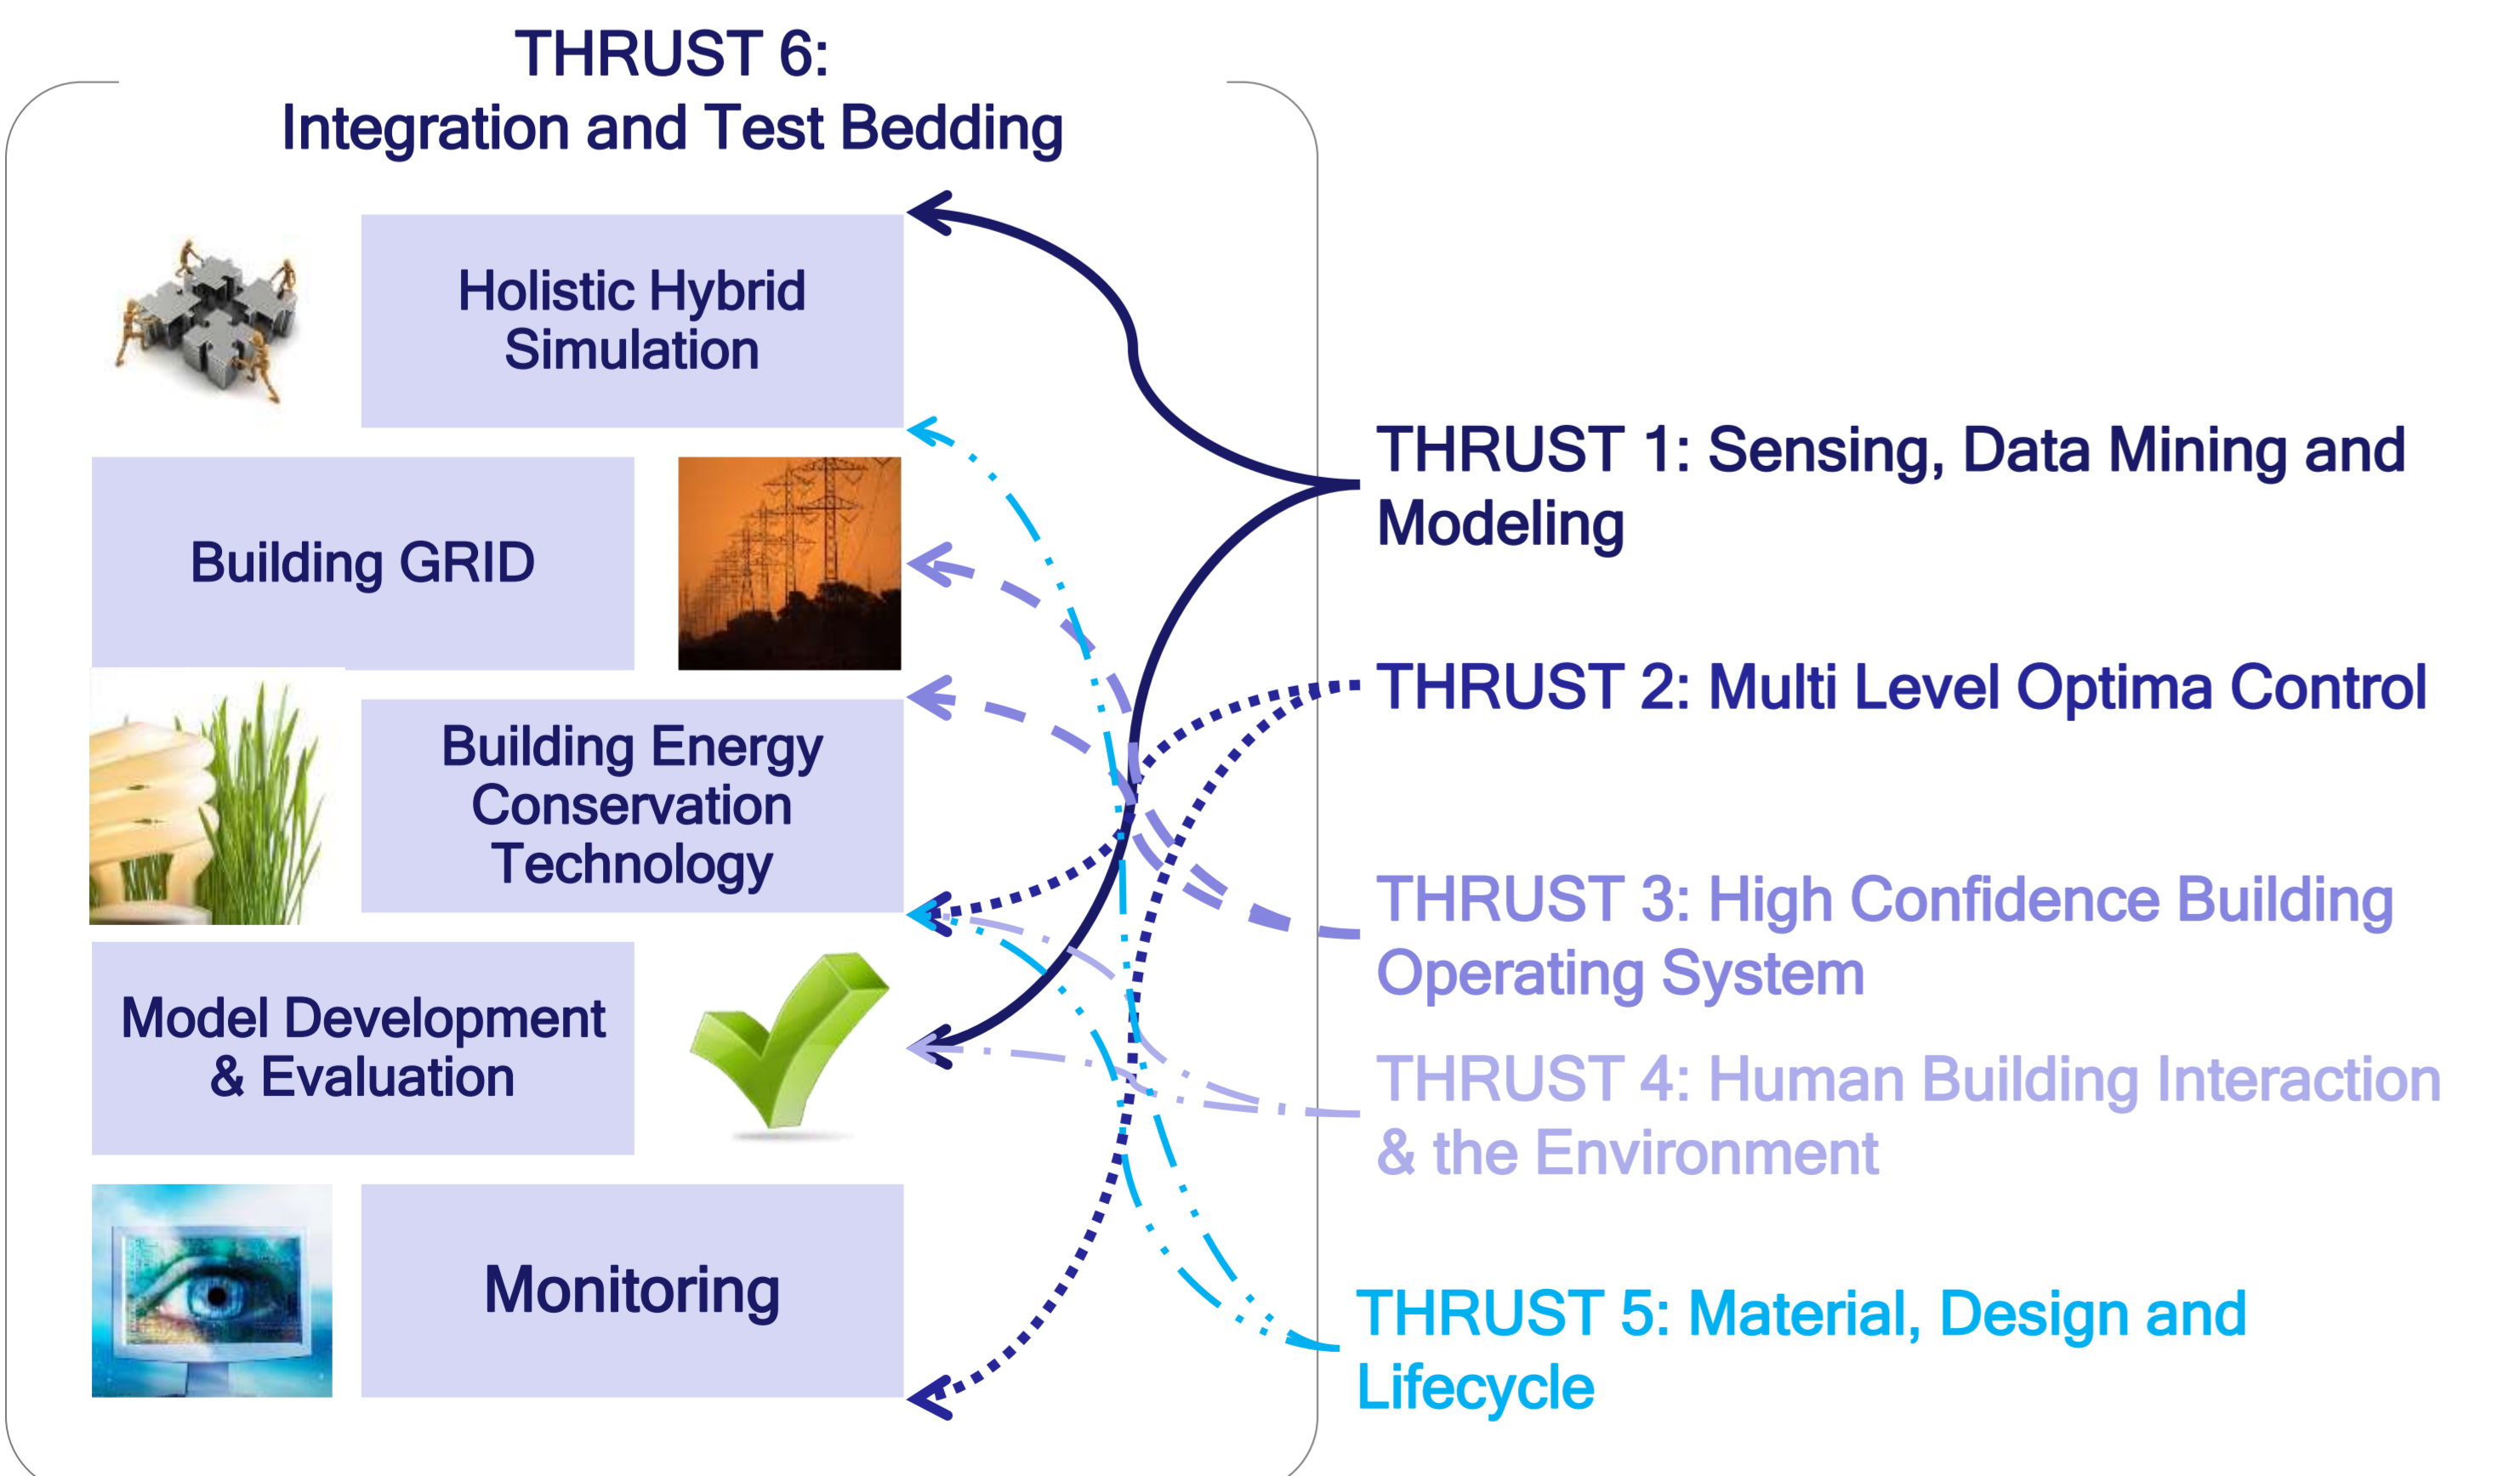 THRUST 6:
Integration and Test Bedding
Holistic Hybrid
Simulation
Building GRID
Building Energy
Conservation
Technology
Model Development
& Evaluation
Monitoring
THRUST 1: Sensing, Data Mining and
Modeling
THRUST 2: Multi Level Optima Control
THRUST 3: High Confidence Building
Operating System
THRUST 4: Human Building Interaction
& the Environment
THRUST 5: Material, Design and
Lifecycle